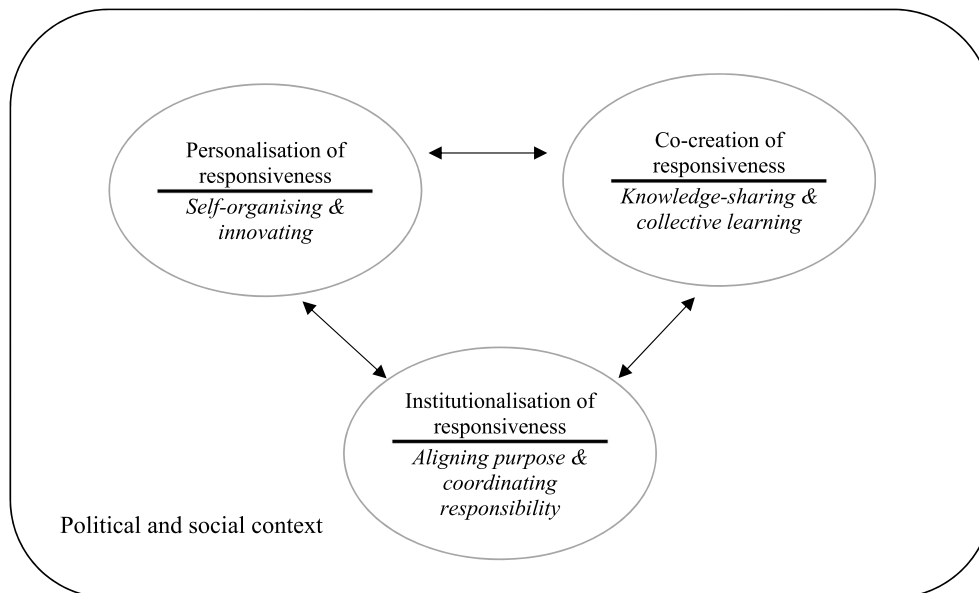 Personalisation of
responsiveness
Self-organising &
innovating
Co-creation of
responsiveness
Knowledge-sharing &
collective learning
Institutionalisation of
responsiveness
Aligning purpose &
coordinating
responsibility
Political and social context